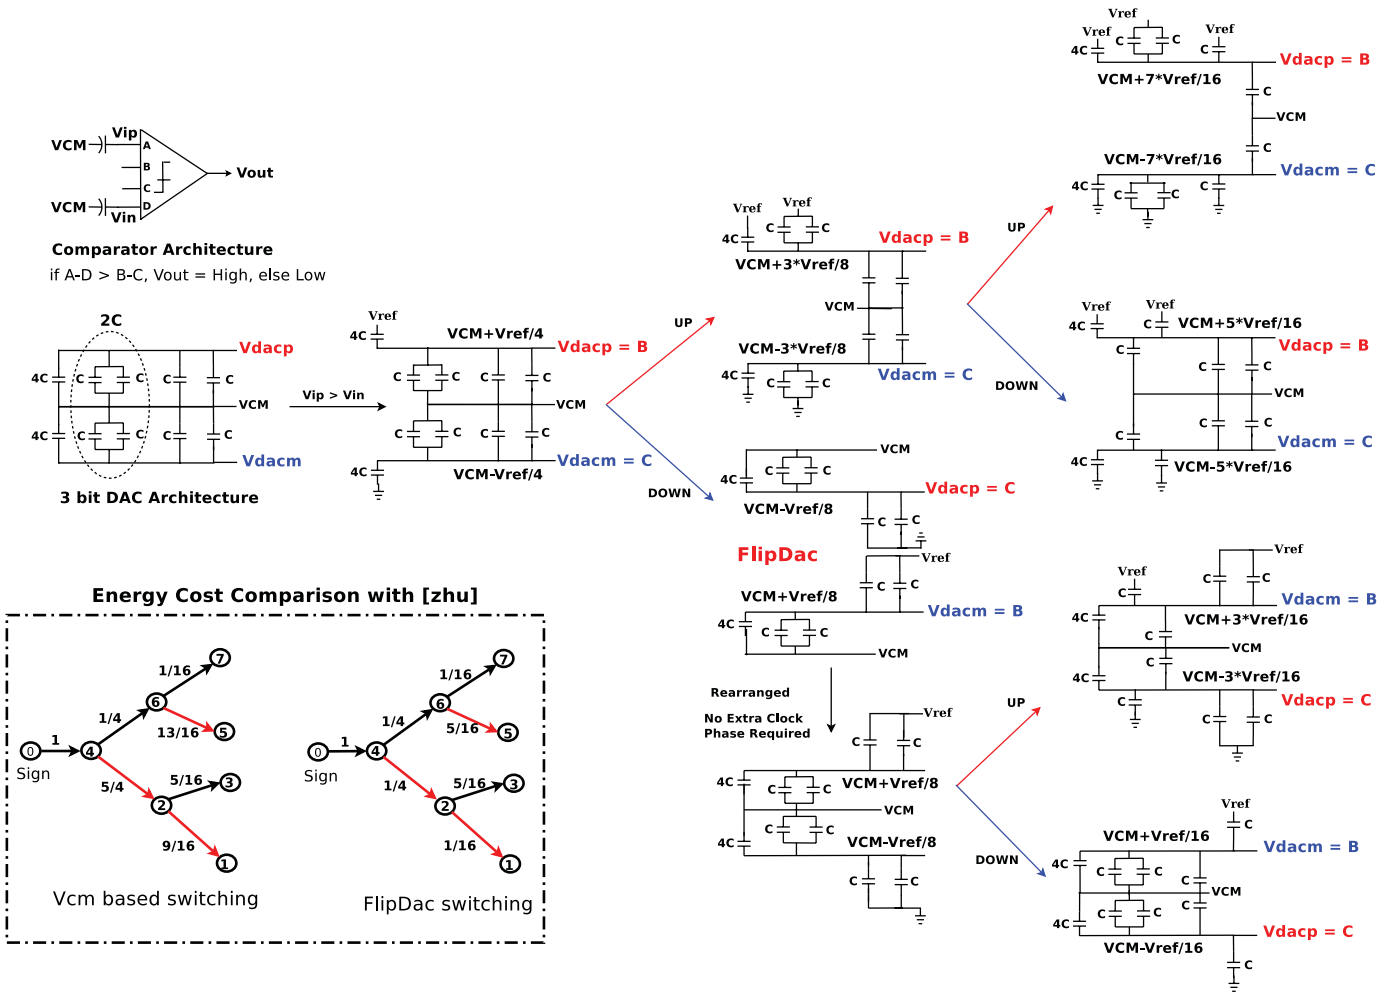 VCM
Vip
A
B
C
D
Vout
VCM
Vin
Comparator Architecture
if A-D > B-C, Vout = High, else Low
2C
Vdacp
4C
C
C
C
C
VCM
4C
C
C
C
C
Vdacm
3 bit DAC Architecture
Vip > Vin
Vref
4C
VCM+Vref/4
Vdacp = B
C
C
C
C
VCM
C
C
C
C
4C
VCM-Vref/4
Vdacm = C
UP
DOWN
Vref
Vref
4C
C
C
Vdacp = B
VCM+3*Vref/8
C
C
VCM
C
C
VCM-3*Vref/8
4C
C
C
Vdacm = C
VCM
4C
C
C
VCM-Vref/8
Vdacp = C
C
C
FlipDac
Vref
C
C
VCM+Vref/8
Vdacm = B
4C
C
C
VCM
Rearranged
No Extra Clock
Phase Required
Vref
C
C
VCM+Vref/8
4C
C
C
VCM
4C
C
C
VCM-Vref/8
C
C
UP
DOWN
Vref
Vref
Vref
4C
C
C
C
Vdacp = B
VCM+7*Vref/16
C
VCM
C
VCM-7*Vref/16
Vdacm = C
4C
C
C
C
Vref
Vref
4C
C
VCM+5*Vref/16
Vdacp = B
C
C
C
VCM
C
C
C
Vdacm = C
4C
C
VCM-5*Vref/16
UP
DOWN
Vref
Vref
C
C
C
Vdacm = B
4C
VCM+3*Vref/16
C
VCM
C
4C
VCM-3*Vref/16
Vdacp = C
C
C
C
Vref
C
VCM+Vref/16
Vdacm = B
4C
C
C
C
VCM
4C
C
C
C
VCM-Vref/16
Vdacp = C
C
Energy Cost Comparison with [zhu]
0
Sign
1
4
1/4
6
1/16
7
13/16
5
5/4
2
5/16
3
9/16
1
Vcm based switching
0
Sign
1
4
1/4
6
1/16
7
5/16
5
1/4
2
5/16
3
1/16
1
FlipDac switching